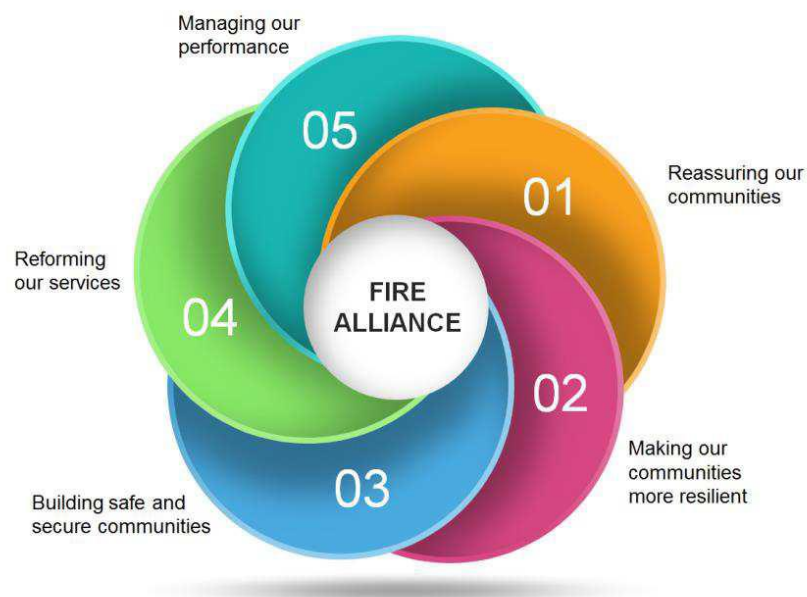 Managing our
performance
05
01
Reassuring our
communities
Reforming
our services
FIRE
ALLIANCE
04
02
Making our
communities
more resilient
03
Building safe and
secure communities